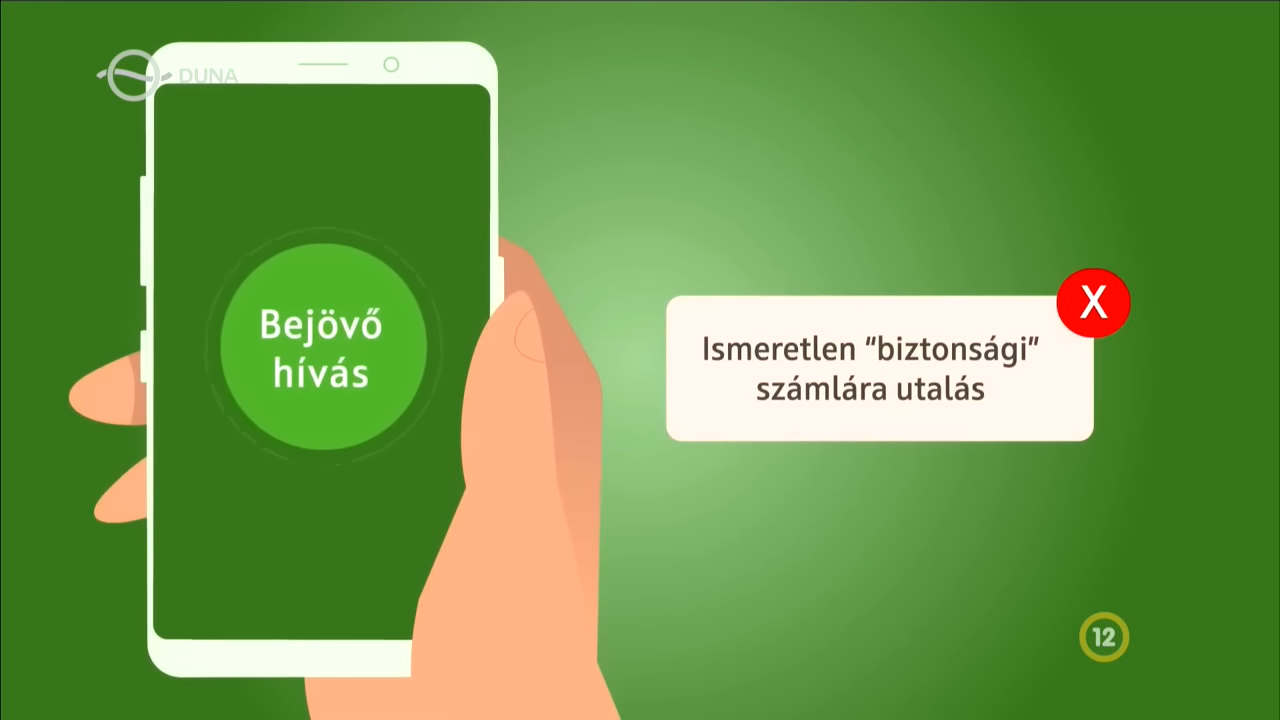 DUNA
Bejövő
hívás
X
Ismeretlen "biztonsági"
számlára utalás
12